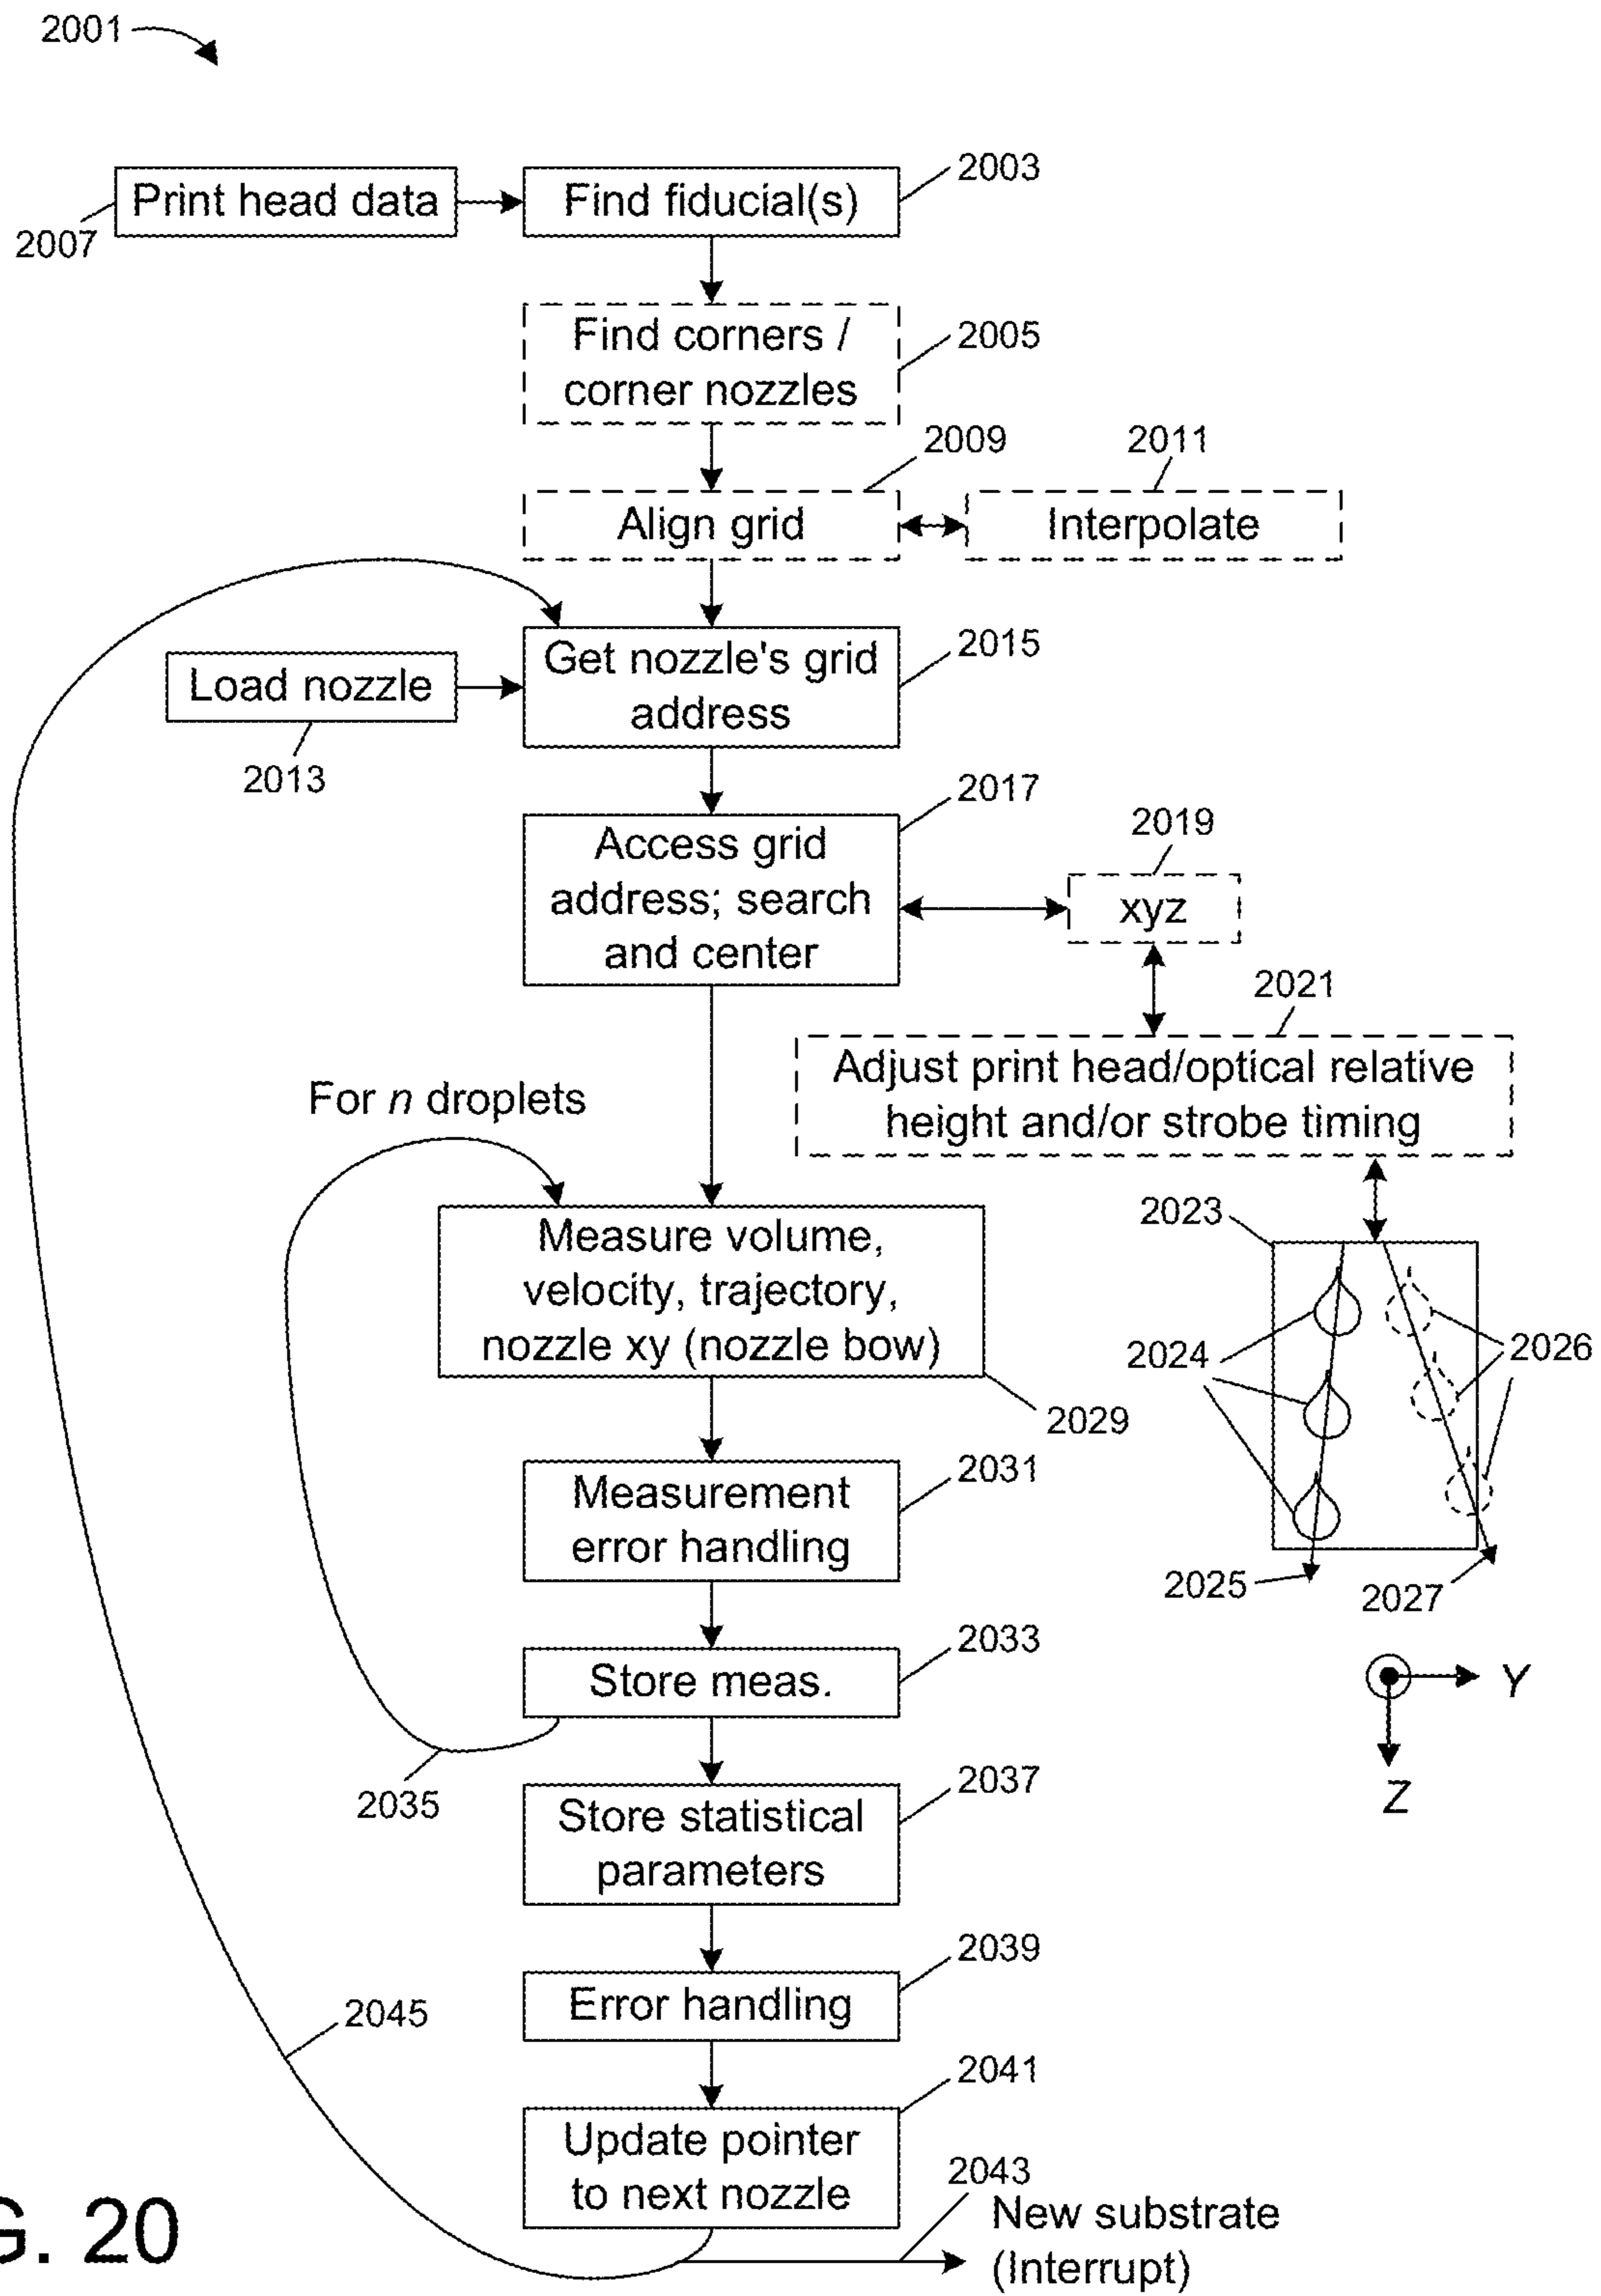 2001
Print head data
2007
Find fiducial(s)
2003
Find corners /
corner nozzles
2005
2009
2011
Align grid
Interpolate
Load nozzle
2013
Get nozzle's grid
address
2015
2017
Access grid
address; search
and center
2019
xyz
2021
Adjust print head/optical relative
height and/or strobe timing
For n droplets
2023
Measure volume,
velocity, trajectory,
nozzle xy (nozzle bow)
2024
2026
2029
2031
Measurement
error handling
2025
2027
2033
Store meas.
Y
Z
2035
2037
Store statistical
parameters
2039
Error handling
2045
2041
Update pointer
to next nozzle
2043
New substrate
(Interrupt)
G. 20